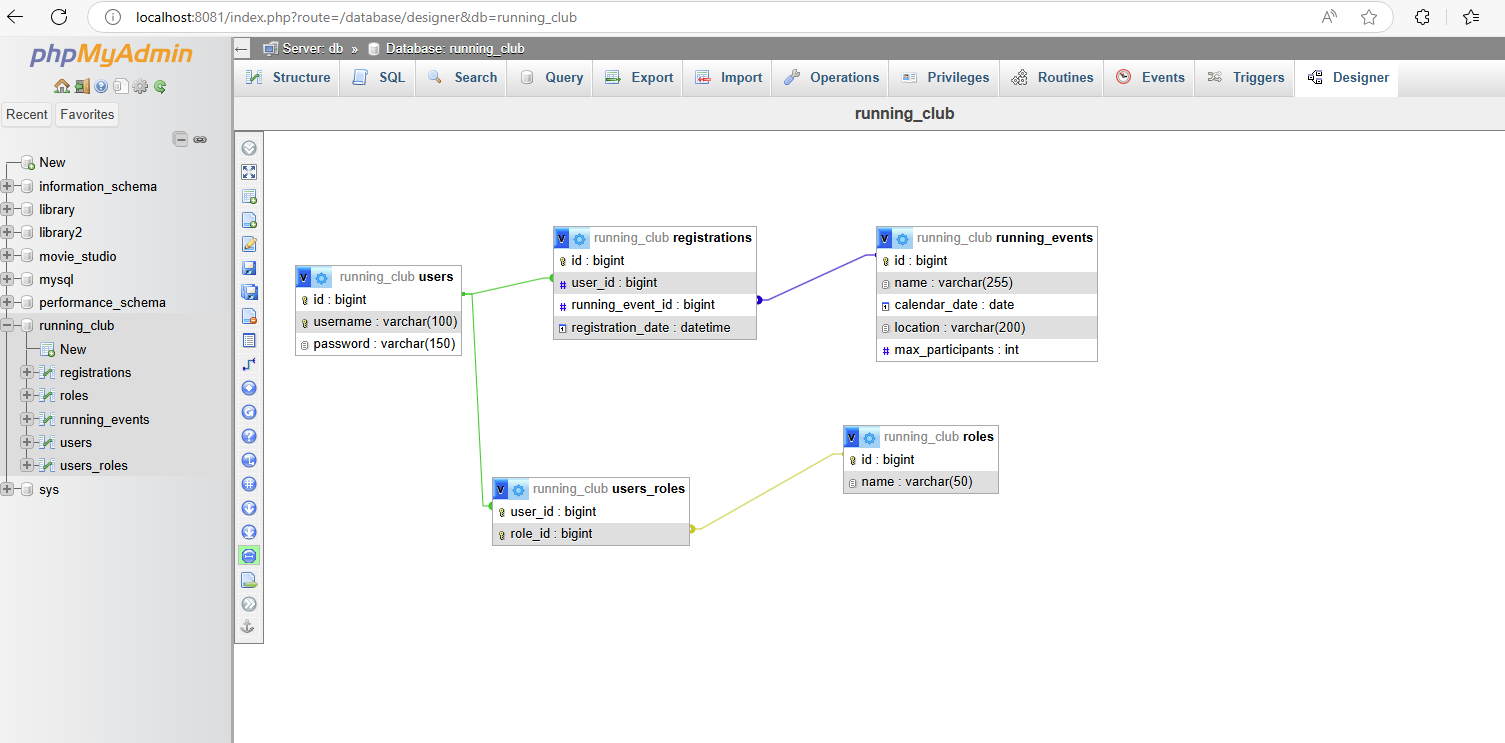 localhost:8081/index.php?route=/database/designer&db=running_club
phpMyAdmin
Recent
Favorites
New
information_schema
library
library2
movie_studio
mysql
performance_schema
running_club
New
registrations
roles
running_events
users
users_roles
sys
Server: db » Database: running_club
Structure
SQL
Search
Query
Export
Import
Operations
Privileges
Routines
Events
Triggers
Designer
running_club
V running_club users
id : bigint
username : varchar(100)
password : varchar(150)
V running_club registrations
id : bigint
# user_id : bigint
# running_event_id : bigint
registration_date : datetime
V running_club running_events
id : bigint
name : varchar(255)
calendar_date : date
location : varchar(200)
# max_participants : int
V running_club users_roles
user_id : bigint
role_id : bigint
V running_club roles
id : bigint
name : varchar(50)